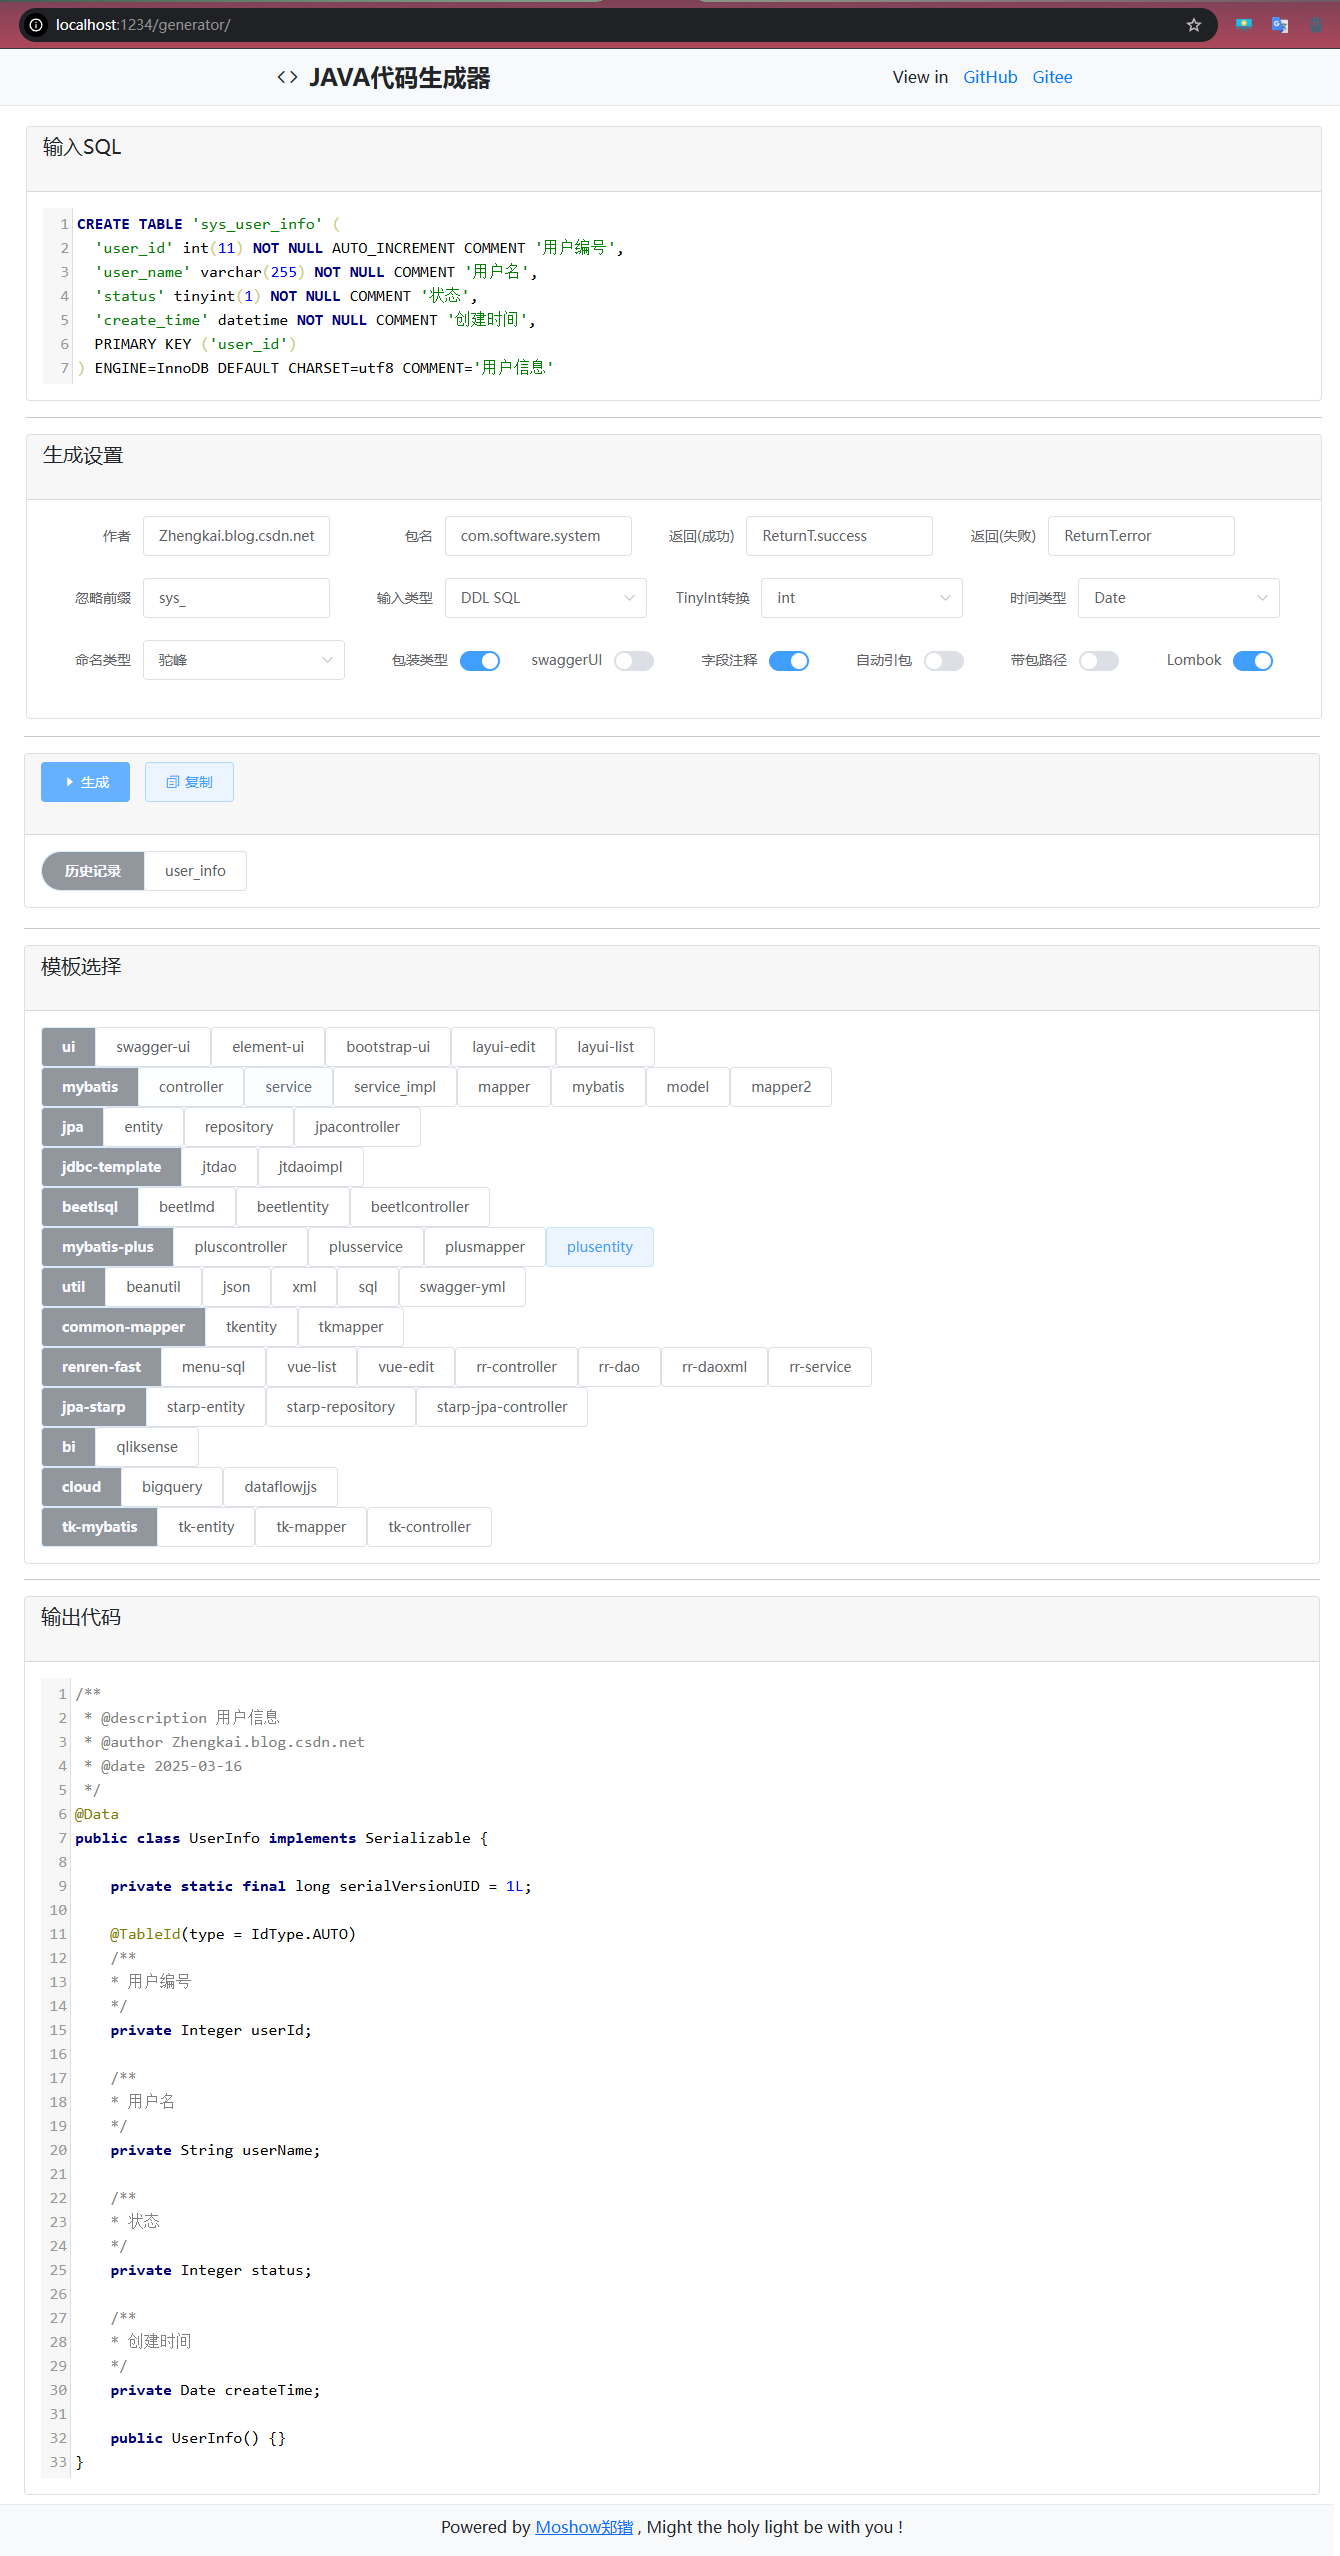 localhost:1234/generator/
<> JAVA代码生成器 View in GitHub Gitee
输入SQL
1 CREATE TABLE 'sys_user_info' (
2   'user_id' int(11) NOT NULL AUTO_INCREMENT COMMENT '用户编号',
3   'user_name' varchar(255) NOT NULL COMMENT '用户名',
4   'status' tinyint(1) NOT NULL COMMENT '状态',
5   'create_time' datetime NOT NULL COMMENT '创建时间',
6   PRIMARY KEY ('user_id')
7 ) ENGINE=InnoDB DEFAULT CHARSET=utf8 COMMENT='用户信息'
生成设置
作者 Zhengkai.blog.csdn.net 包名 com.software.system 返回(成功) ReturnT.success 返回(失败) ReturnT.error
忽略前缀 sys_ 输入类型 DDL SQL TinyInt转换 int 时间类型 Date
命名类型 驼峰 包装类型 swaggerUI 字段注释 自动引包 带包路径 Lombok
生成 复制
历史记录 user_info
模板选择
ui swagger-ui element-ui bootstrap-ui layui-edit layui-list
mybatis controller service service_impl mapper mybatis model mapper2
jpa entity repository jpacontroller
jdbc-template jtdao jtdaoimpl
beetlsql beetlmd beetlentity beetlcontroller
mybatis-plus pluscontroller plusservice plusmapper plusentity
util beanutil json xml sql swagger-yml
common-mapper tkentity tkmapper
renren-fast menu-sql vue-list vue-edit rr-controller rr-dao rr-daoxml rr-service
jpa-starp starp-entity starp-repository starp-jpa-controller
bi qliksense
cloud bigquery dataflowjjs
tk-mybatis tk-entity tk-mapper tk-controller
输出代码
1 /**
2  * @description 用户信息
3  * @author Zhengkai.blog.csdn.net
4  * @date 2025-03-16
5  */
6 @Data
7 public class UserInfo implements Serializable {
8
9     private static final long serialVersionUID = 1L;
10
11     @TableId(type = IdType.AUTO)
12     /**
13     * 用户编号
14     */
15     private Integer userId;
16
17     /**
18     * 用户名
19     */
20     private String userName;
21
22     /**
23     * 状态
24     */
25     private Integer status;
26
27     /**
28     * 创建时间
29     */
30     private Date createTime;
31
32     public UserInfo() {}
33 }
Powered by Moshow郑锴 , Might the holy light be with you !